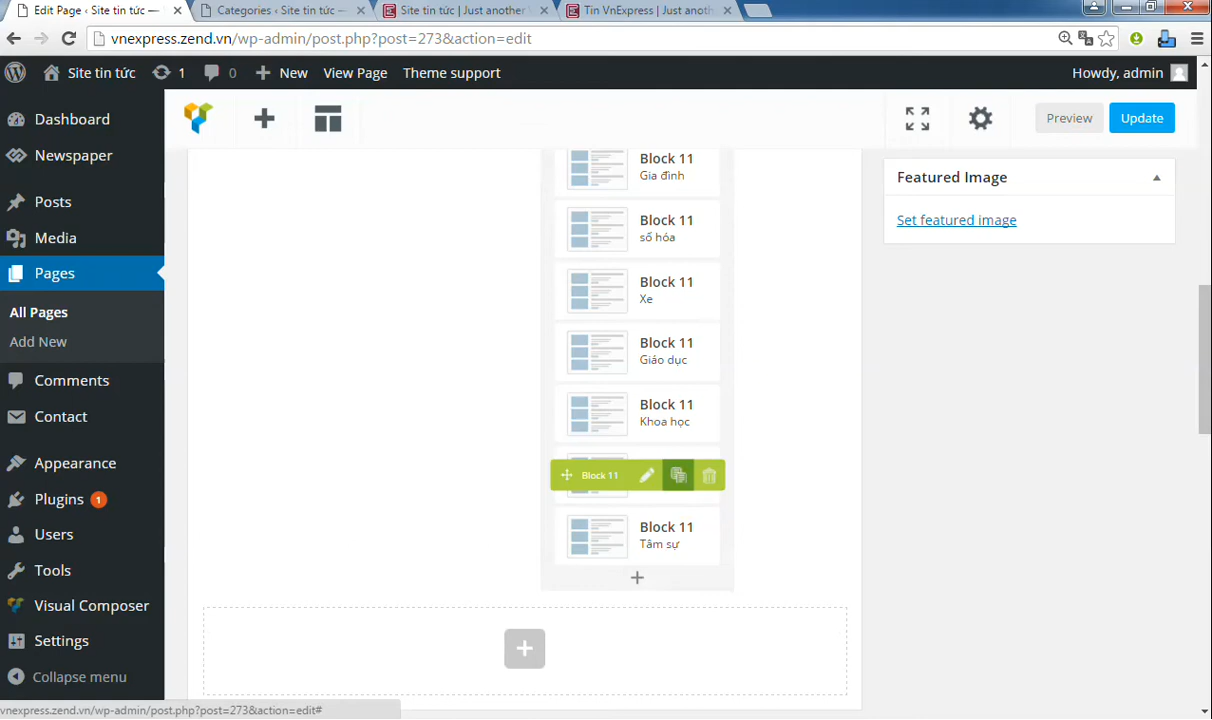 Edit Page ‹ Site tin tức —
Categories ‹ Site tin tức —
Site tin tức | Just another
Tin VnExpress | Just anoth
vnexpress.zend.vn/wp-admin/post.php?post=273&action=edit
Site tin tức
1
0
New
View Page
Theme support
Howdy, admin
Dashboard
Newspaper
Posts
Media
Pages
All Pages
Add New
Comments
Contact
Appearance
Plugins 1
Users
Tools
Visual Composer
Settings
Collapse menu
Preview
Update
Block 11
Gia đình
Block 11
số hóa
Block 11
Xe
Block 11
Giáo dục
Block 11
Khoa học
Block 11
Block 11
Tâm sự
Featured Image
Set featured image
vnexpress.zend.vn/wp-admin/post.php?post=273&action=edit#